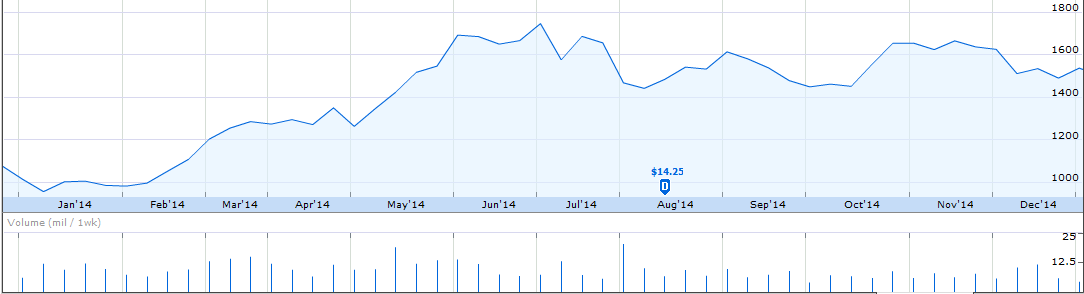 1800
1600
1400
1200
$14.25
D
1000
Jan'14 Feb'14 Mar'14 Apr'14 May'14 Jun'14 Jul'14 Aug'14 Sep'14 Oct'14 Nov'14 Dec'14
Volume (mil / 1wk)
25
12.5